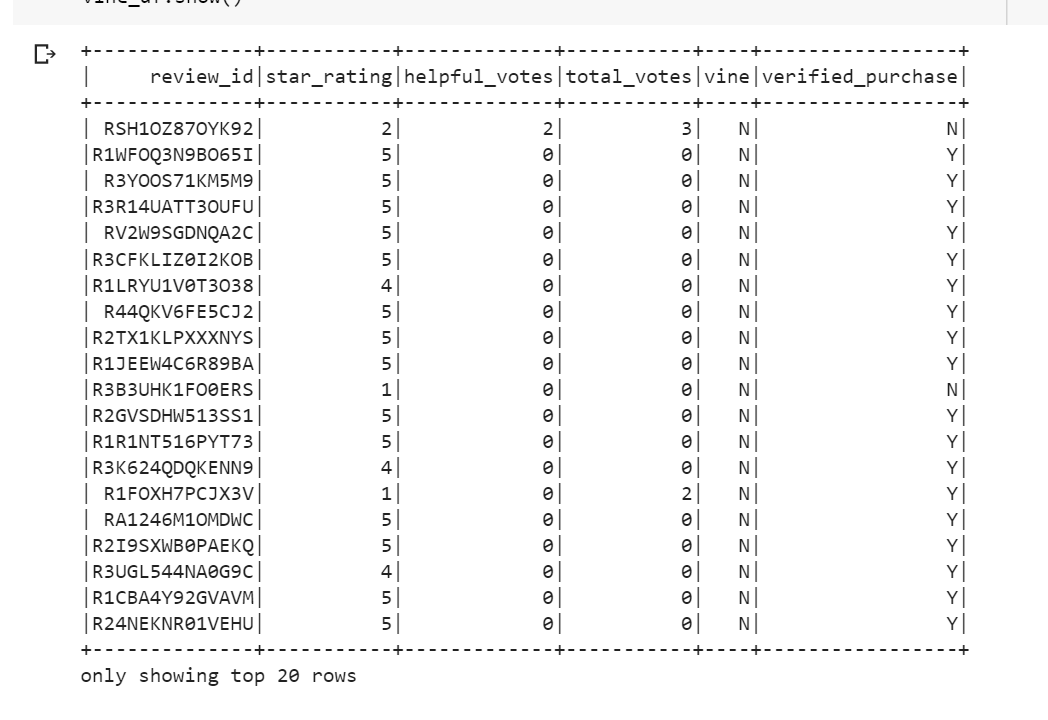 vine_df.show()
+--------------+-----------+-------------+-----------+----+-----------------+
|     review_id|star_rating|helpful_votes|total_votes|vine|verified_purchase|
+--------------+-----------+-------------+-----------+----+-----------------+
| RSH1OZ87OYK92|          2|            2|          3|   N|                N|
|R1WFOQ3N9BO65I|          5|            0|          0|   N|                Y|
| R3YOOS71KM5M9|          5|            0|          0|   N|                Y|
|R3R14UATT3OUFU|          5|            0|          0|   N|                Y|
| RV2W9SGDNQA2C|          5|            0|          0|   N|                Y|
|R3CFKLIZ0I2KOB|          5|            0|          0|   N|                Y|
|R1LRYU1V0T3O38|          4|            0|          0|   N|                Y|
| R44QKV6FE5CJ2|          5|            0|          0|   N|                Y|
|R2TX1KLPXXXNYS|          5|            0|          0|   N|                Y|
|R1JEEW4C6R89BA|          5|            0|          0|   N|                Y|
|R3B3UHK1FO0ERS|          1|            0|          0|   N|                N|
|R2GVSDHW513SS1|          5|            0|          0|   N|                Y|
|R1R1NT516PYT73|          5|            0|          0|   N|                Y|
|R3K624QDQKENN9|          4|            0|          0|   N|                Y|
| R1FOXH7PCJX3V|          1|            0|          2|   N|                Y|
| RA1246M1OMDWC|          5|            0|          0|   N|                Y|
|R2I9SXWB0PAEKQ|          5|            0|          0|   N|                Y|
|R3UGL544NA0G9C|          4|            0|          0|   N|                Y|
|R1CBA4Y92GVAVM|          5|            0|          0|   N|                Y|
|R24NEKNR01VEHU|          5|            0|          0|   N|                Y|
+--------------+-----------+-------------+-----------+----+-----------------+
only showing top 20 rows